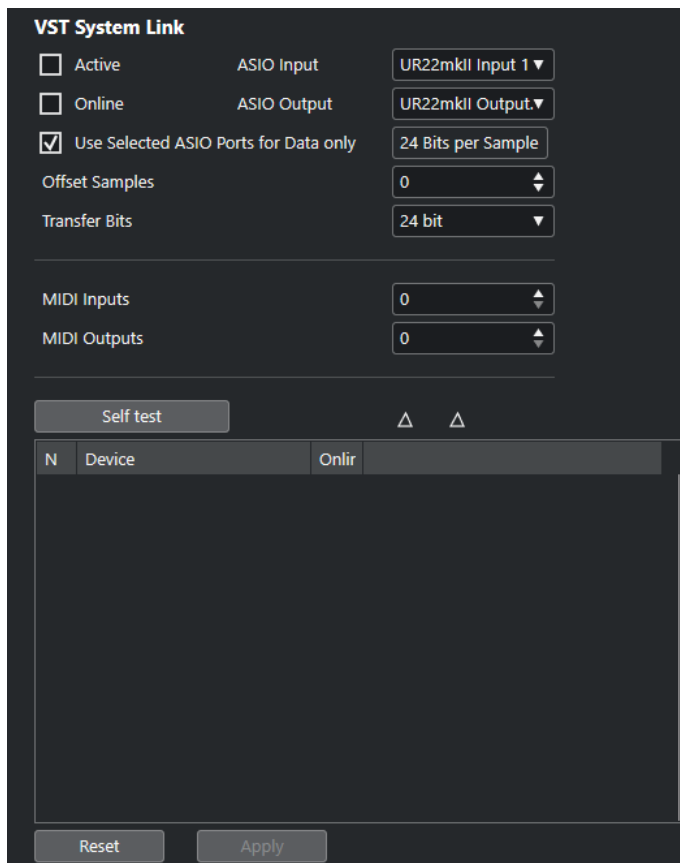 VST System Link
Active ASIO Input UR22mkII Input 1
Online ASIO Output UR22mkII Output.
Use Selected ASIO Ports for Data only 24 Bits per Sample
Offset Samples 0
Transfer Bits 24 bit
MIDI Inputs 0
MIDI Outputs 0
Self test
N Device Onlir
Reset Apply